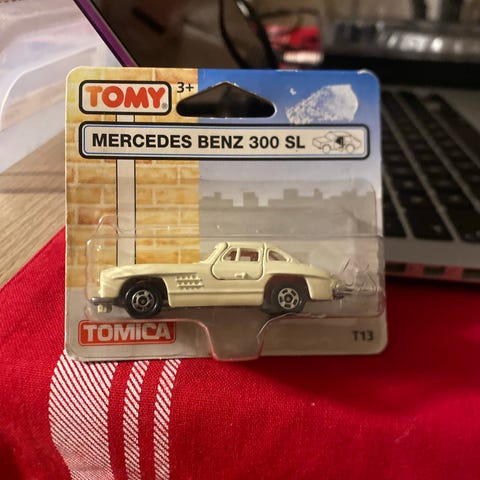 TOMY
3+
MERCEDES BENZ 300 SL
TOMICA
T13